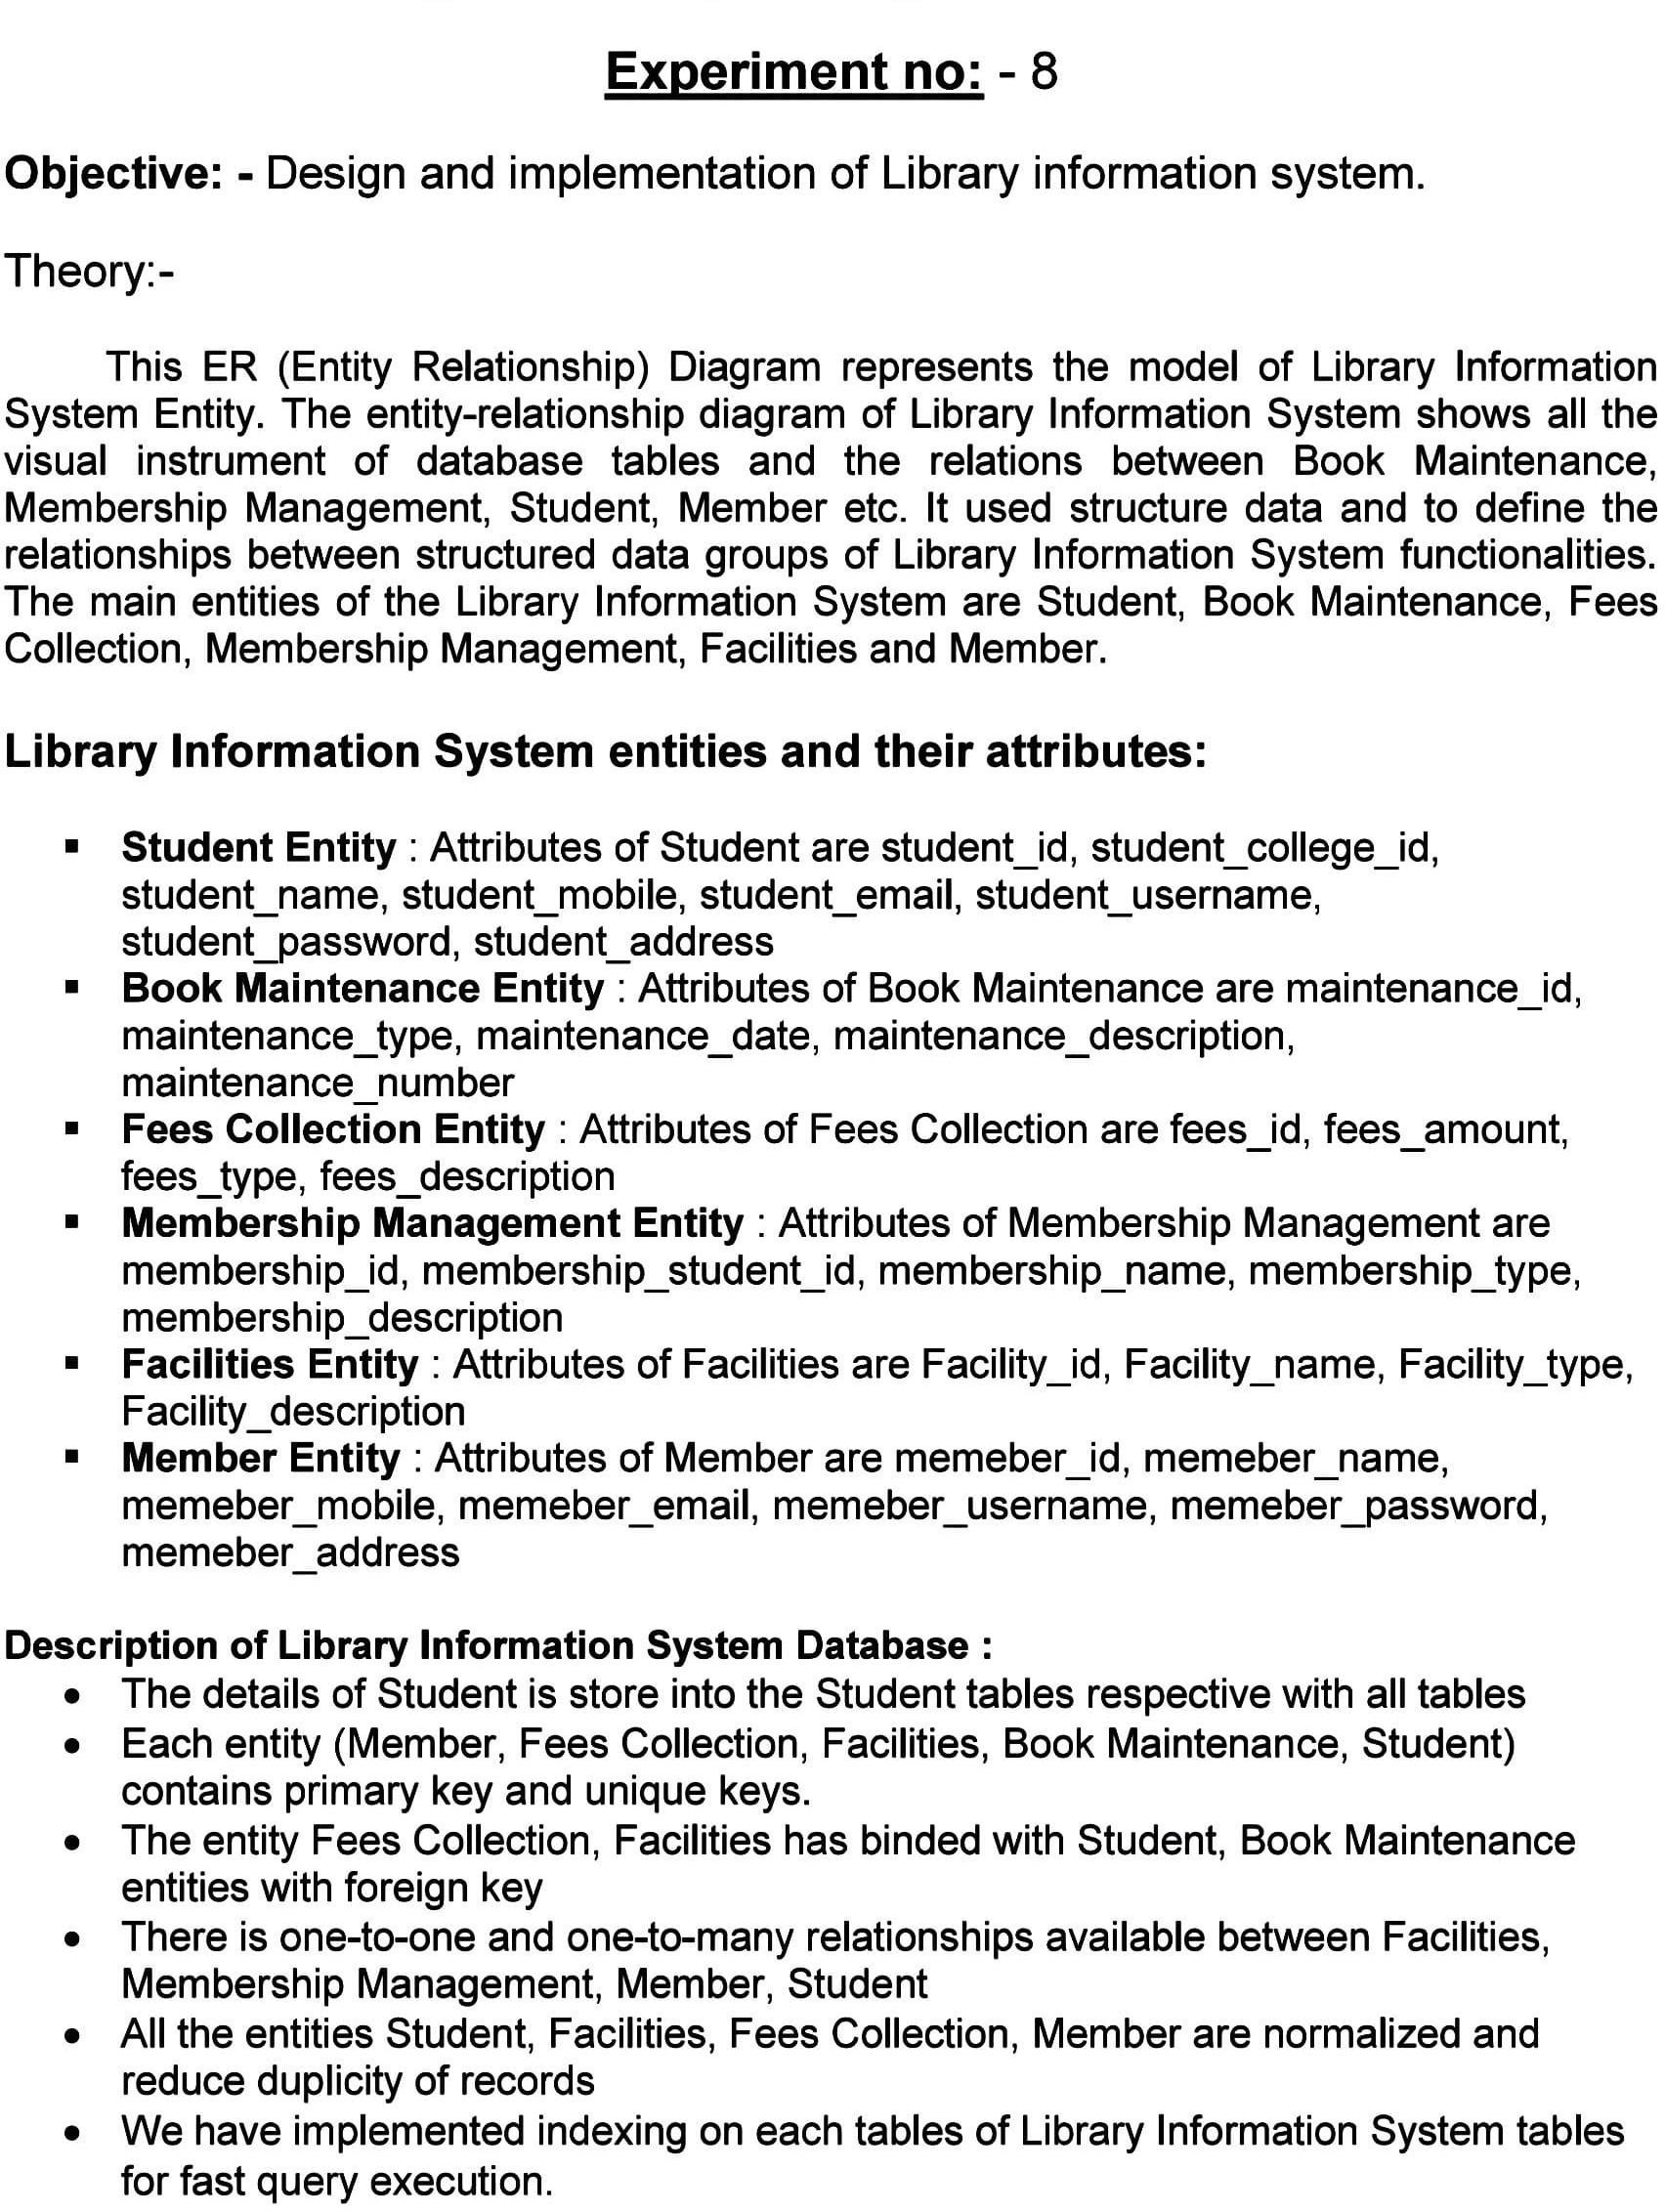 Experiment no: - 8
Objective: - Design and implementation of Library information system.
Theory:-
This ER (Entity Relationship) Diagram represents the model of Library Information
System Entity. The entity-relationship diagram of Library Information System shows all the
visual instrument of database tables and the relations between Book Maintenance,
Membership Management, Student, Member etc. It used structure data and to define the
relationships between structured data groups of Library Information System functionalities.
The main entities of the Library Information System are Student, Book Maintenance, Fees
Collection, Membership Management, Facilities and Member.
Library Information System entities and their attributes:
▪ Student Entity : Attributes of Student are student_id, student_college_id,
student_name, student_mobile, student_email, student_username,
student_password, student_address
▪ Book Maintenance Entity : Attributes of Book Maintenance are maintenance_id,
maintenance_type, maintenance_date, maintenance_description,
maintenance_number
▪ Fees Collection Entity : Attributes of Fees Collection are fees_id, fees_amount,
fees_type, fees_description
▪ Membership Management Entity : Attributes of Membership Management are
membership_id, membership_student_id, membership_name, membership_type,
membership_description
▪ Facilities Entity : Attributes of Facilities are Facility_id, Facility_name, Facility_type,
Facility_description
▪ Member Entity : Attributes of Member are memeber_id, memeber_name,
memeber_mobile, memeber_email, memeber_username, memeber_password,
memeber_address
Description of Library Information System Database :
• The details of Student is store into the Student tables respective with all tables
• Each entity (Member, Fees Collection, Facilities, Book Maintenance, Student)
contains primary key and unique keys.
• The entity Fees Collection, Facilities has binded with Student, Book Maintenance
entities with foreign key
• There is one-to-one and one-to-many relationships available between Facilities,
Membership Management, Member, Student
• All the entities Student, Facilities, Fees Collection, Member are normalized and
reduce duplicity of records
• We have implemented indexing on each tables of Library Information System tables
for fast query execution.